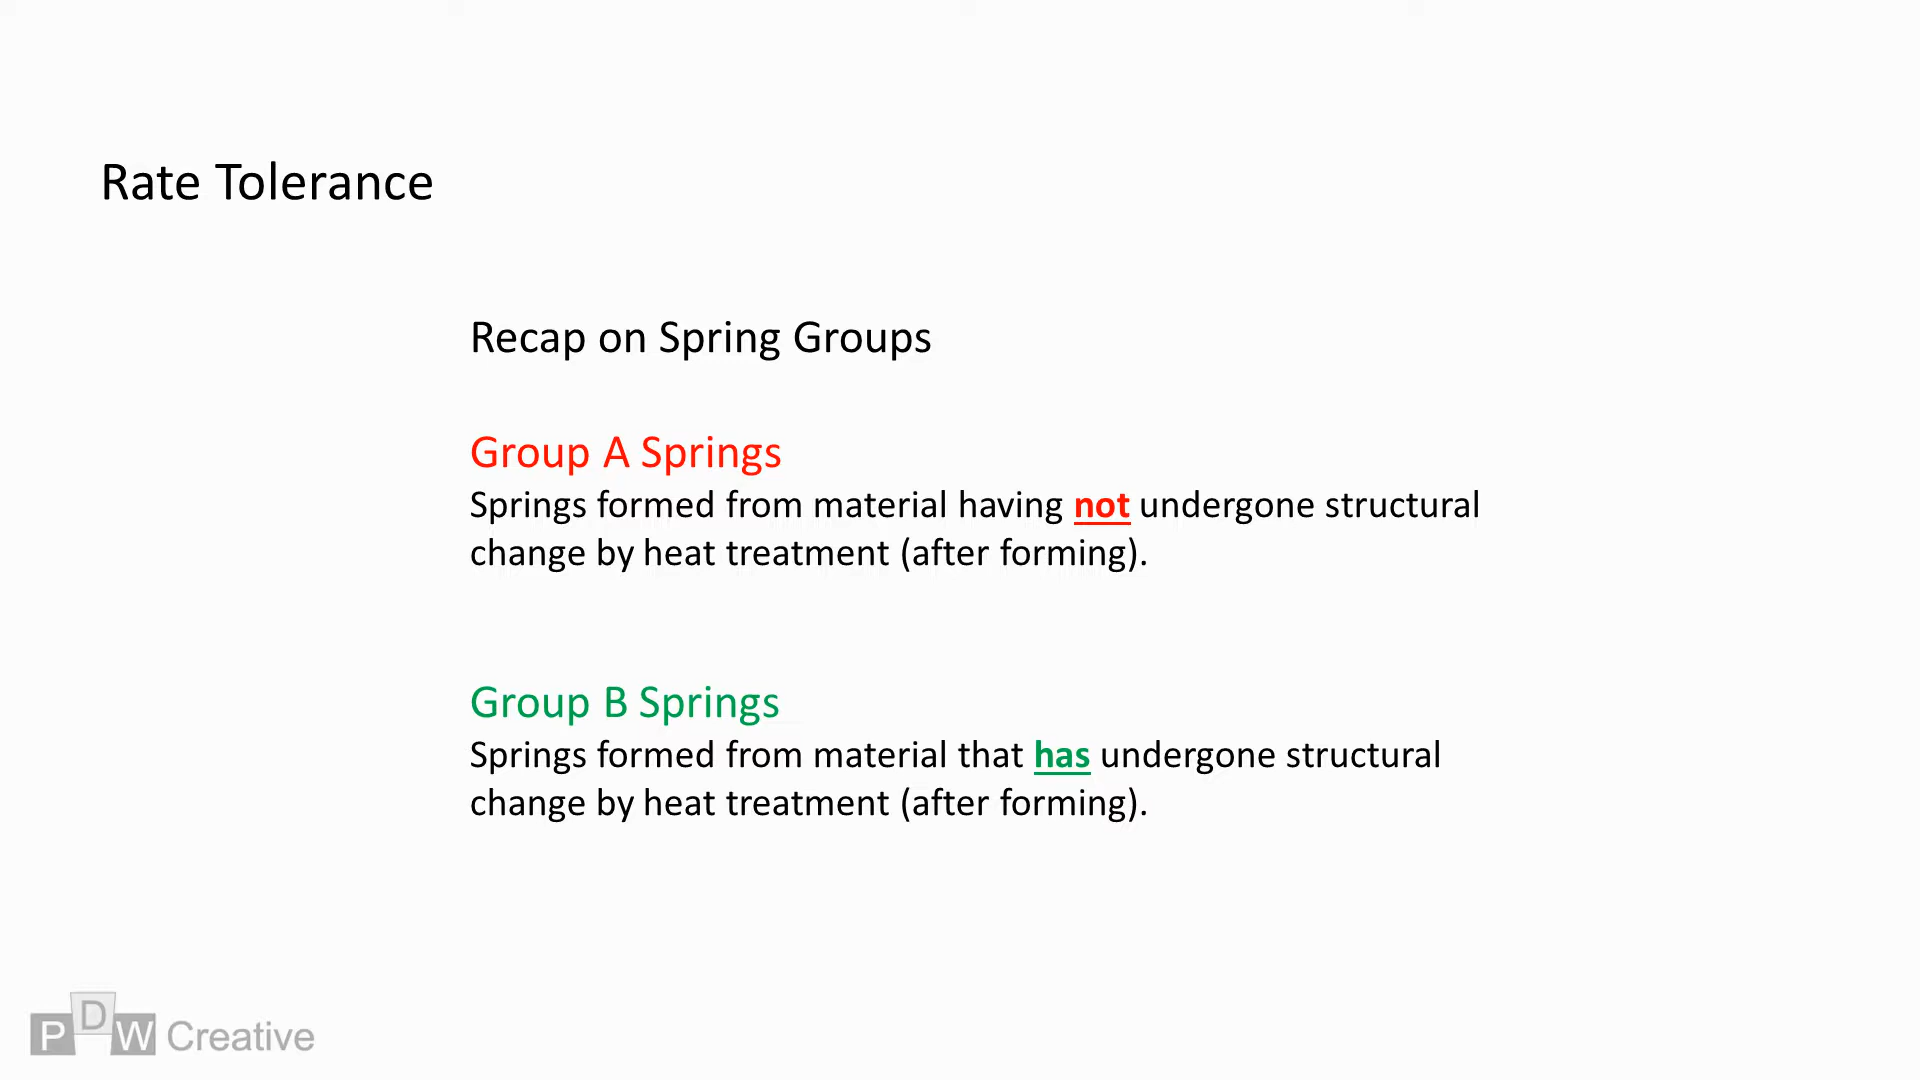 Rate Tolerance
Recap on Spring Groups
Group A Springs
Springs formed from material having not undergone structural
change by heat treatment (after forming).
Group B Springs
Springs formed from material that has undergone structural
change by heat treatment (after forming).
PDW Creative